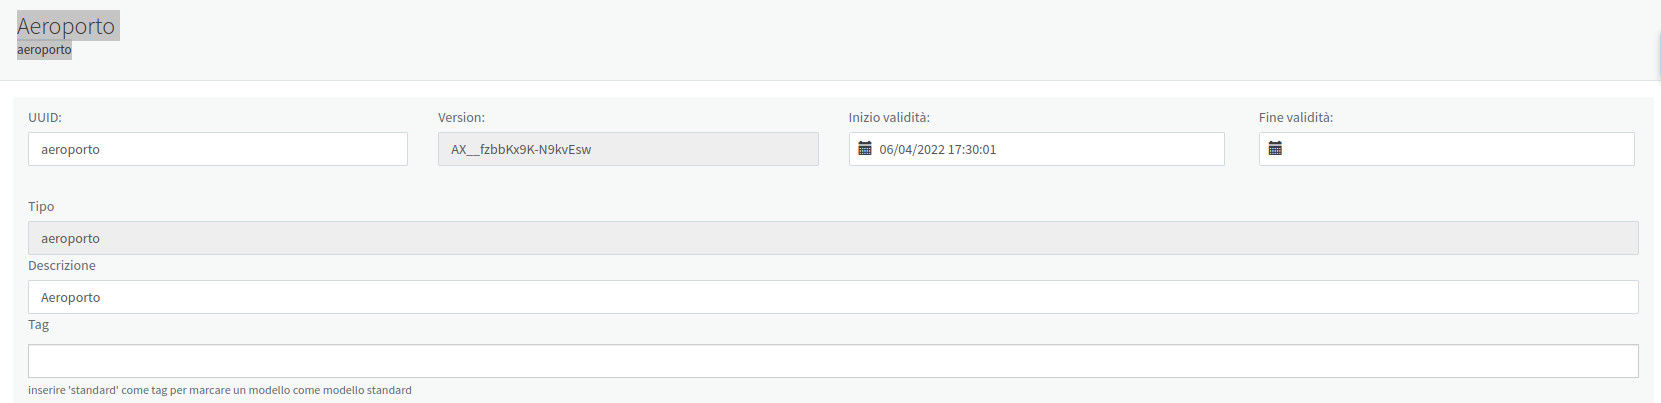 Aeroporto
aeroporto
UUID: Version: Inizio validità: Fine validità:
aeroporto AX__fzbbKx9K-N9kvEsw 06/04/2022 17:30:01
Tipo
aeroporto
Descrizione
Aeroporto
Tag
inserire 'standard' come tag per marcare un modello come modello standard